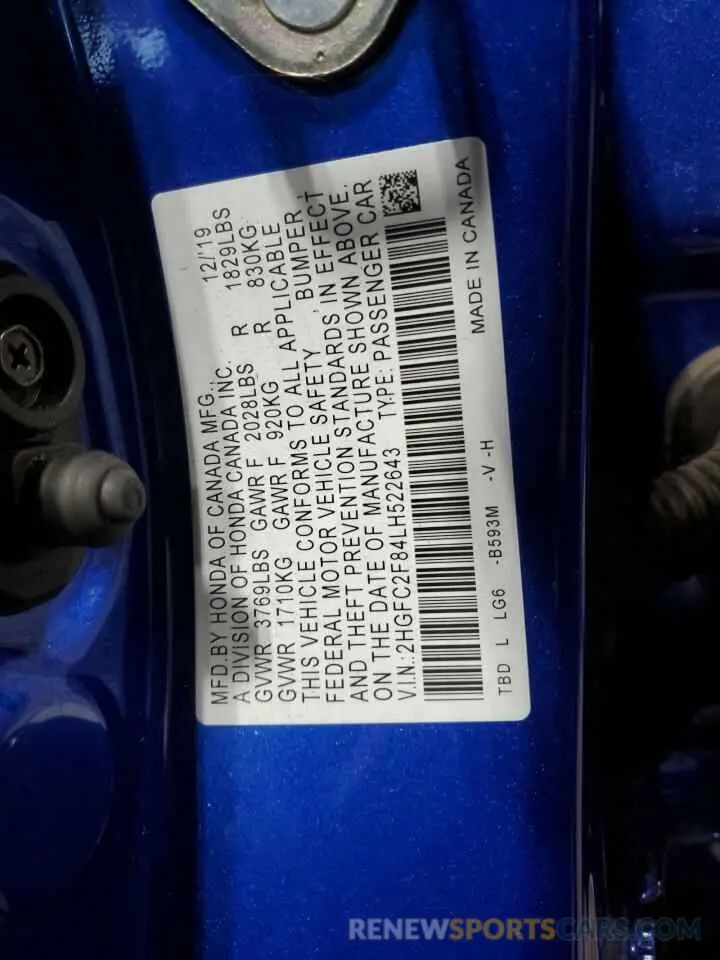 MFD.BY HONDA OF CANADA MFG., 12/'19
A DIVISION OF HONDA CANADA INC.
GVWR 3769LBS GAWR F 2028LBS R 1829LBS
GVWR 1710KG GAWR F 920KG R 830KG
THIS VEHICLE CONFORMS TO ALL APPLICABLE
FEDERAL MOTOR VEHICLE SAFETY, BUMPER,
AND THEFT PREVENTION STANDARDS IN EFFECT
ON THE DATE OF MANUFACTURE SHOWN ABOVE.
V.I.N.:2HGFC2F84LH522643 TYPE: PASSENGER CAR
TBD L LG6 -B593M -V -H MADE IN CANADA
RENEWSPORTSCARS.COM